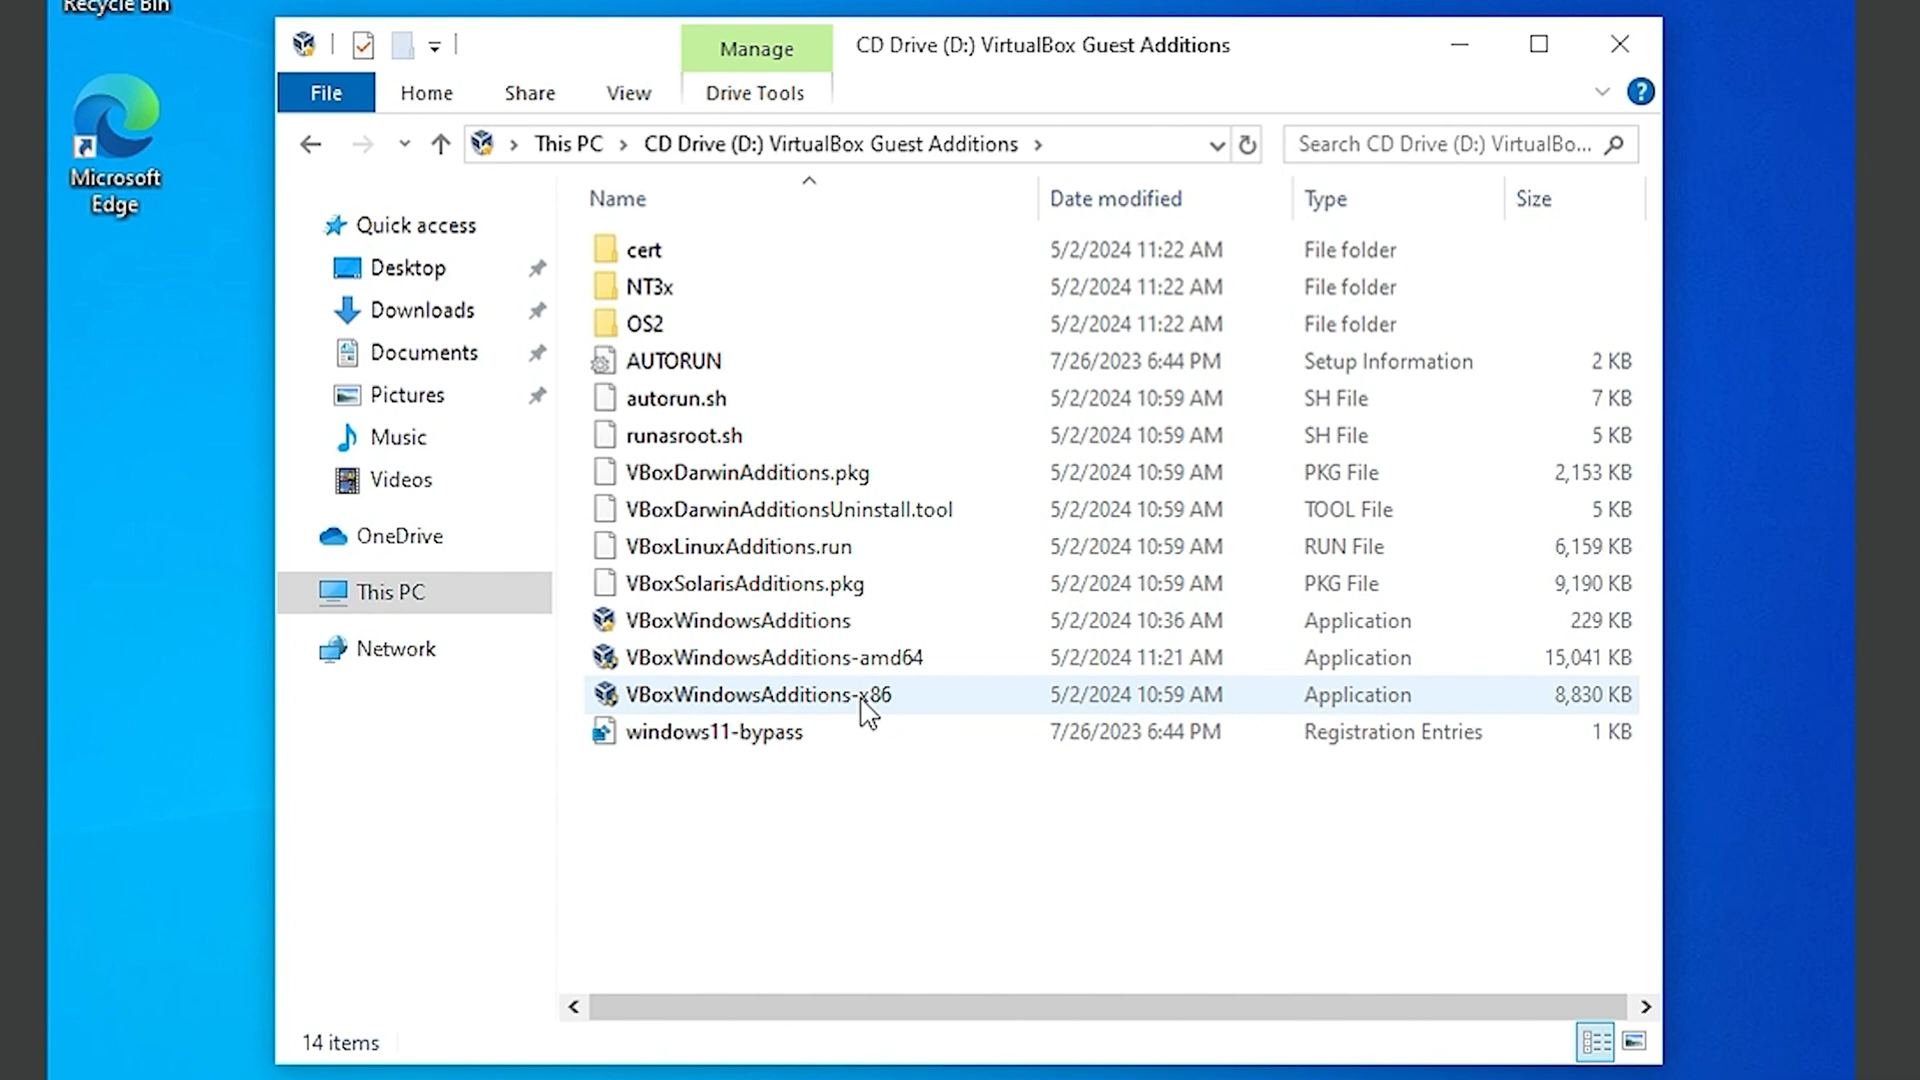 Recycle Bin
Microsoft
Edge
Manage
CD Drive (D:) VirtualBox Guest Additions
File
Home
Share
View
Drive Tools
?
This PC
CD Drive (D:) VirtualBox Guest Additions
Search CD Drive (D:) VirtualBo...
Quick access
Desktop
Downloads
Documents
Pictures
Music
Videos
OneDrive
This PC
Network
Name Date modified Type Size
cert 5/2/2024 11:22 AM File folder
NT3x 5/2/2024 11:22 AM File folder
OS2 5/2/2024 11:22 AM File folder
AUTORUN 7/26/2023 6:44 PM Setup Information 2 KB
autorun.sh 5/2/2024 10:59 AM SH File 7 KB
runasroot.sh 5/2/2024 10:59 AM SH File 5 KB
VBoxDarwinAdditions.pkg 5/2/2024 10:59 AM PKG File 2,153 KB
VBoxDarwinAdditionsUninstall.tool 5/2/2024 10:59 AM TOOL File 5 KB
VBoxLinuxAdditions.run 5/2/2024 10:59 AM RUN File 6,159 KB
VBoxSolarisAdditions.pkg 5/2/2024 10:59 AM PKG File 9,190 KB
VBoxWindowsAdditions 5/2/2024 10:36 AM Application 229 KB
VBoxWindowsAdditions-amd64 5/2/2024 11:21 AM Application 15,041 KB
VBoxWindowsAdditions-x86 5/2/2024 10:59 AM Application 8,830 KB
windows11-bypass 7/26/2023 6:44 PM Registration Entries 1 KB
14 items